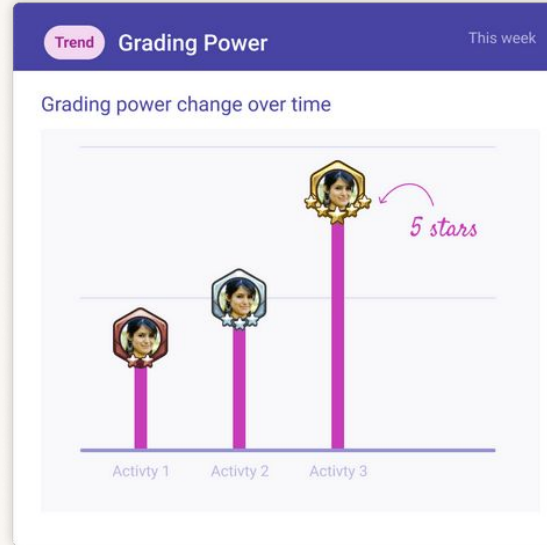 Trend
Grading Power
This week
Grading power change over time
5 stars
Activty 1
Activty 2
Activty 3